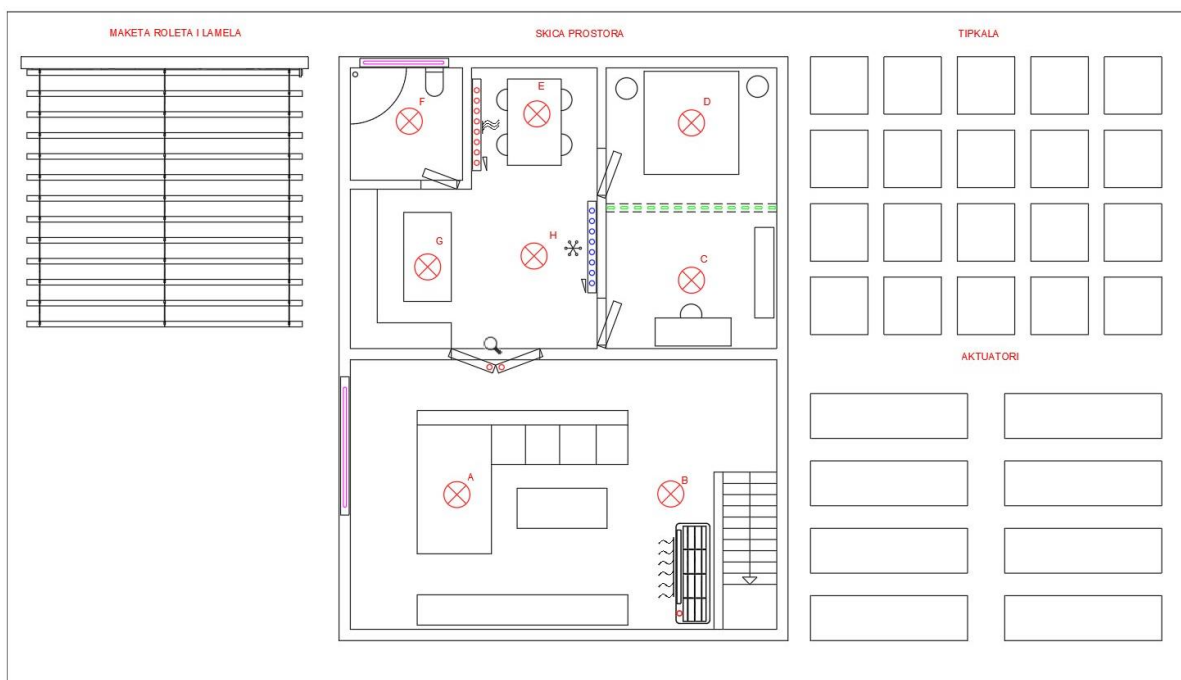 MAKETA ROLETA I LAMELA
SKICA PROSTORA
TIPKALA
F
E
D
G
H
C
AKTUATORI
A
B